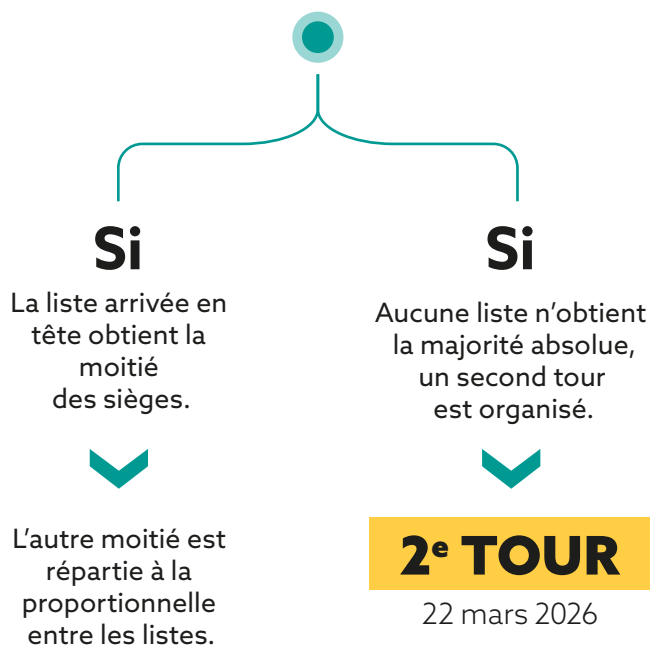 Si
La liste arrivée en
tête obtient la
moitié
des sièges.
L'autre moitié est
répartie à la
proportionnelle
entre les listes.
Si
Aucune liste n'obtient
la majorité absolue,
un second tour
est organisé.
2e TOUR
22 mars 2026